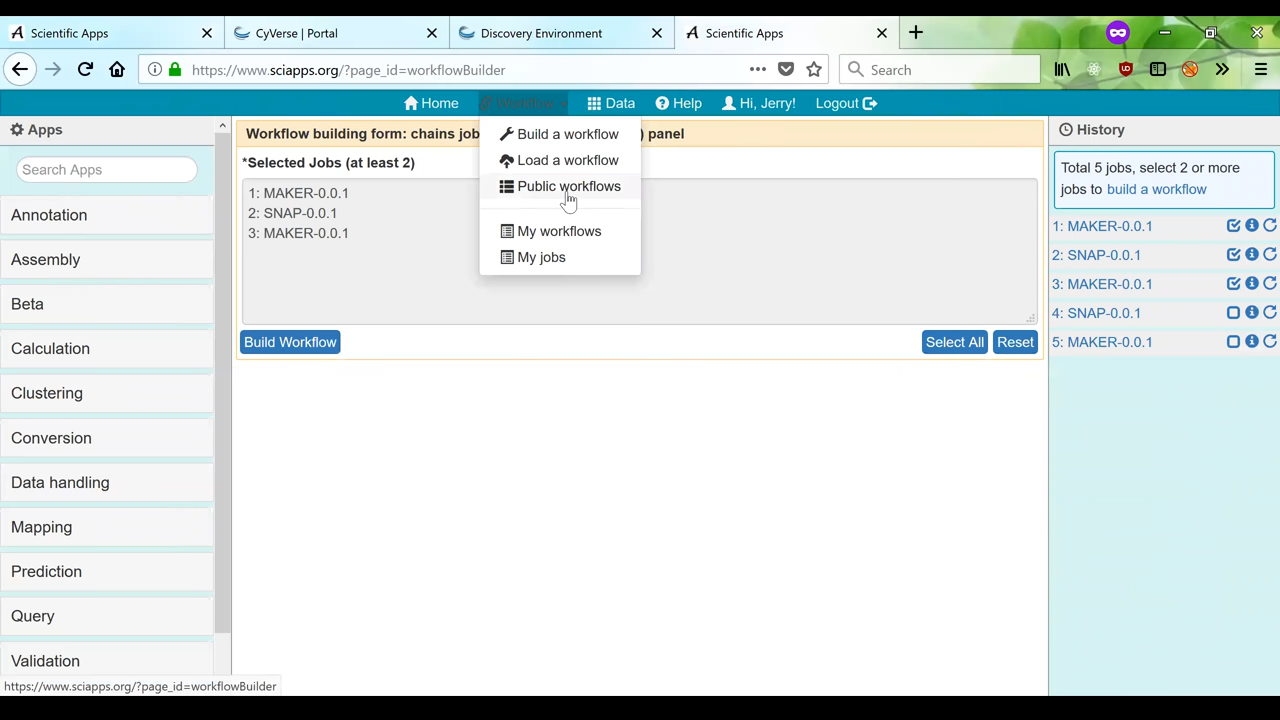 Scientific Apps
CyVerse | Portal
Discovery Environment
Scientific Apps
https://www.sciapps.org/?page_id=workflowBuilder
Search
Home
Data
Help
Hi, Jerry!
Logout
Apps
Search Apps
Annotation
Assembly
Beta
Calculation
Clustering
Conversion
Data handling
Mapping
Prediction
Query
Validation
https://www.sciapps.org/?page_id=workflowBuilder
Workflow building form: chains job ) panel
*Selected Jobs (at least 2)
1: MAKER-0.0.1
2: SNAP-0.0.1
3: MAKER-0.0.1
Build Workflow
Select All
Reset
Build a workflow
Load a workflow
Public workflows
My workflows
My jobs
History
Total 5 jobs, select 2 or more
jobs to build a workflow
1: MAKER-0.0.1
2: SNAP-0.0.1
3: MAKER-0.0.1
4: SNAP-0.0.1
5: MAKER-0.0.1